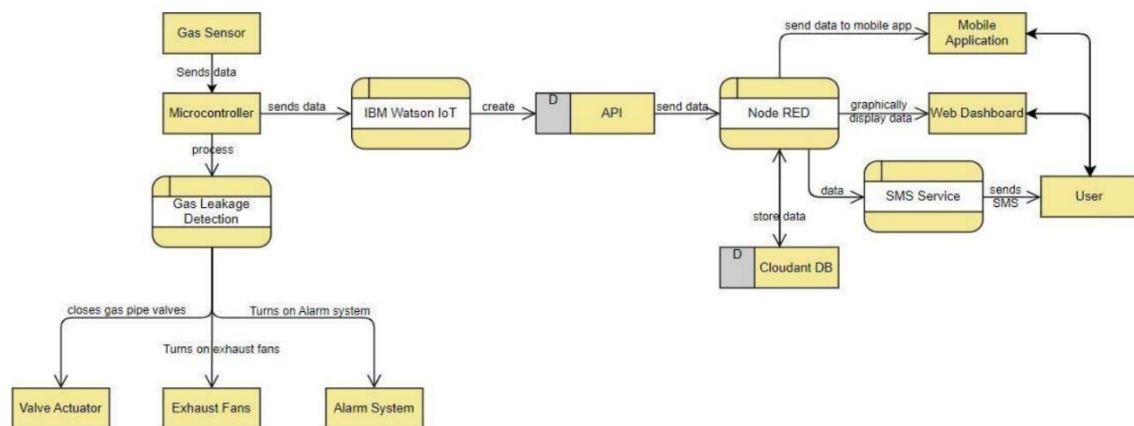 Gas Sensor
Sends data
Microcontroller
sends data
IBM Watson IoT
create
D
API
send data
Node RED
send data to mobile app
Mobile
Application
graphically
display data
Web Dashboard
data
SMS Service
sends
SMS
User
store data
D
Cloudant DB
process
Gas Leakage
Detection
closes gas pipe valves
Turns on Alarm system
Turns on exhaust fans
Valve Actuator
Exhaust Fans
Alarm System